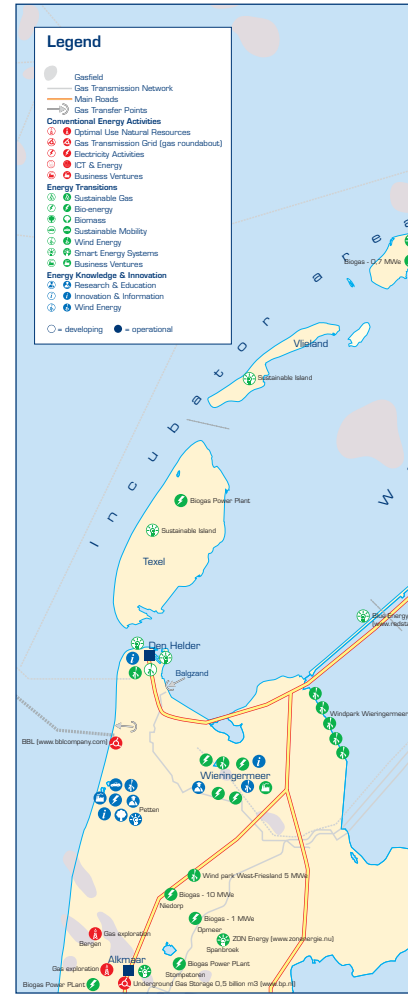 Legend
Gasfield
Gas Transmission Network
Main Roads
Gas Transfer Points
Conventional Energy Activities
Optimal Use Natural Resources
Gas Transmission Grid (gas roundabout)
Electricity Activities
ICT & Energy
Business Ventures
Energy Transitions
Sustainable Gas
Bio-energy
Biomass
Sustainable Mobility
Wind Energy
Smart Energy Systems
Business Ventures
Energy Knowledge & Innovation
Research & Education
Innovation & Information
Wind Energy
= developing = operational
Incubator area
Biogas - 0.7 MWe
Vlieland
Sustainable Island
W
Biogas Power Plant
Sustainable Island
Texel
Blue Energy
(www.redsta
Den Helder
Balgzand
Windpark Wieringermeer
BBL (www.bblcompany.com)
Wieringermeer
Petten
Wind park West-Friesland 5 MWe
Biogas - 10 MWe
Niedorp
Biogas - 1 MWe
Opmeer
Gas exploration
Bergen
ZON Energy (www.zonenergie.nu)
Spanbroek
Alkmaar
Gas exploration
Biogas Power PLant
Stompetoren
Biogas Power PLant
Underground Gas Storage 0,5 billion m3 (www.bp.nl)